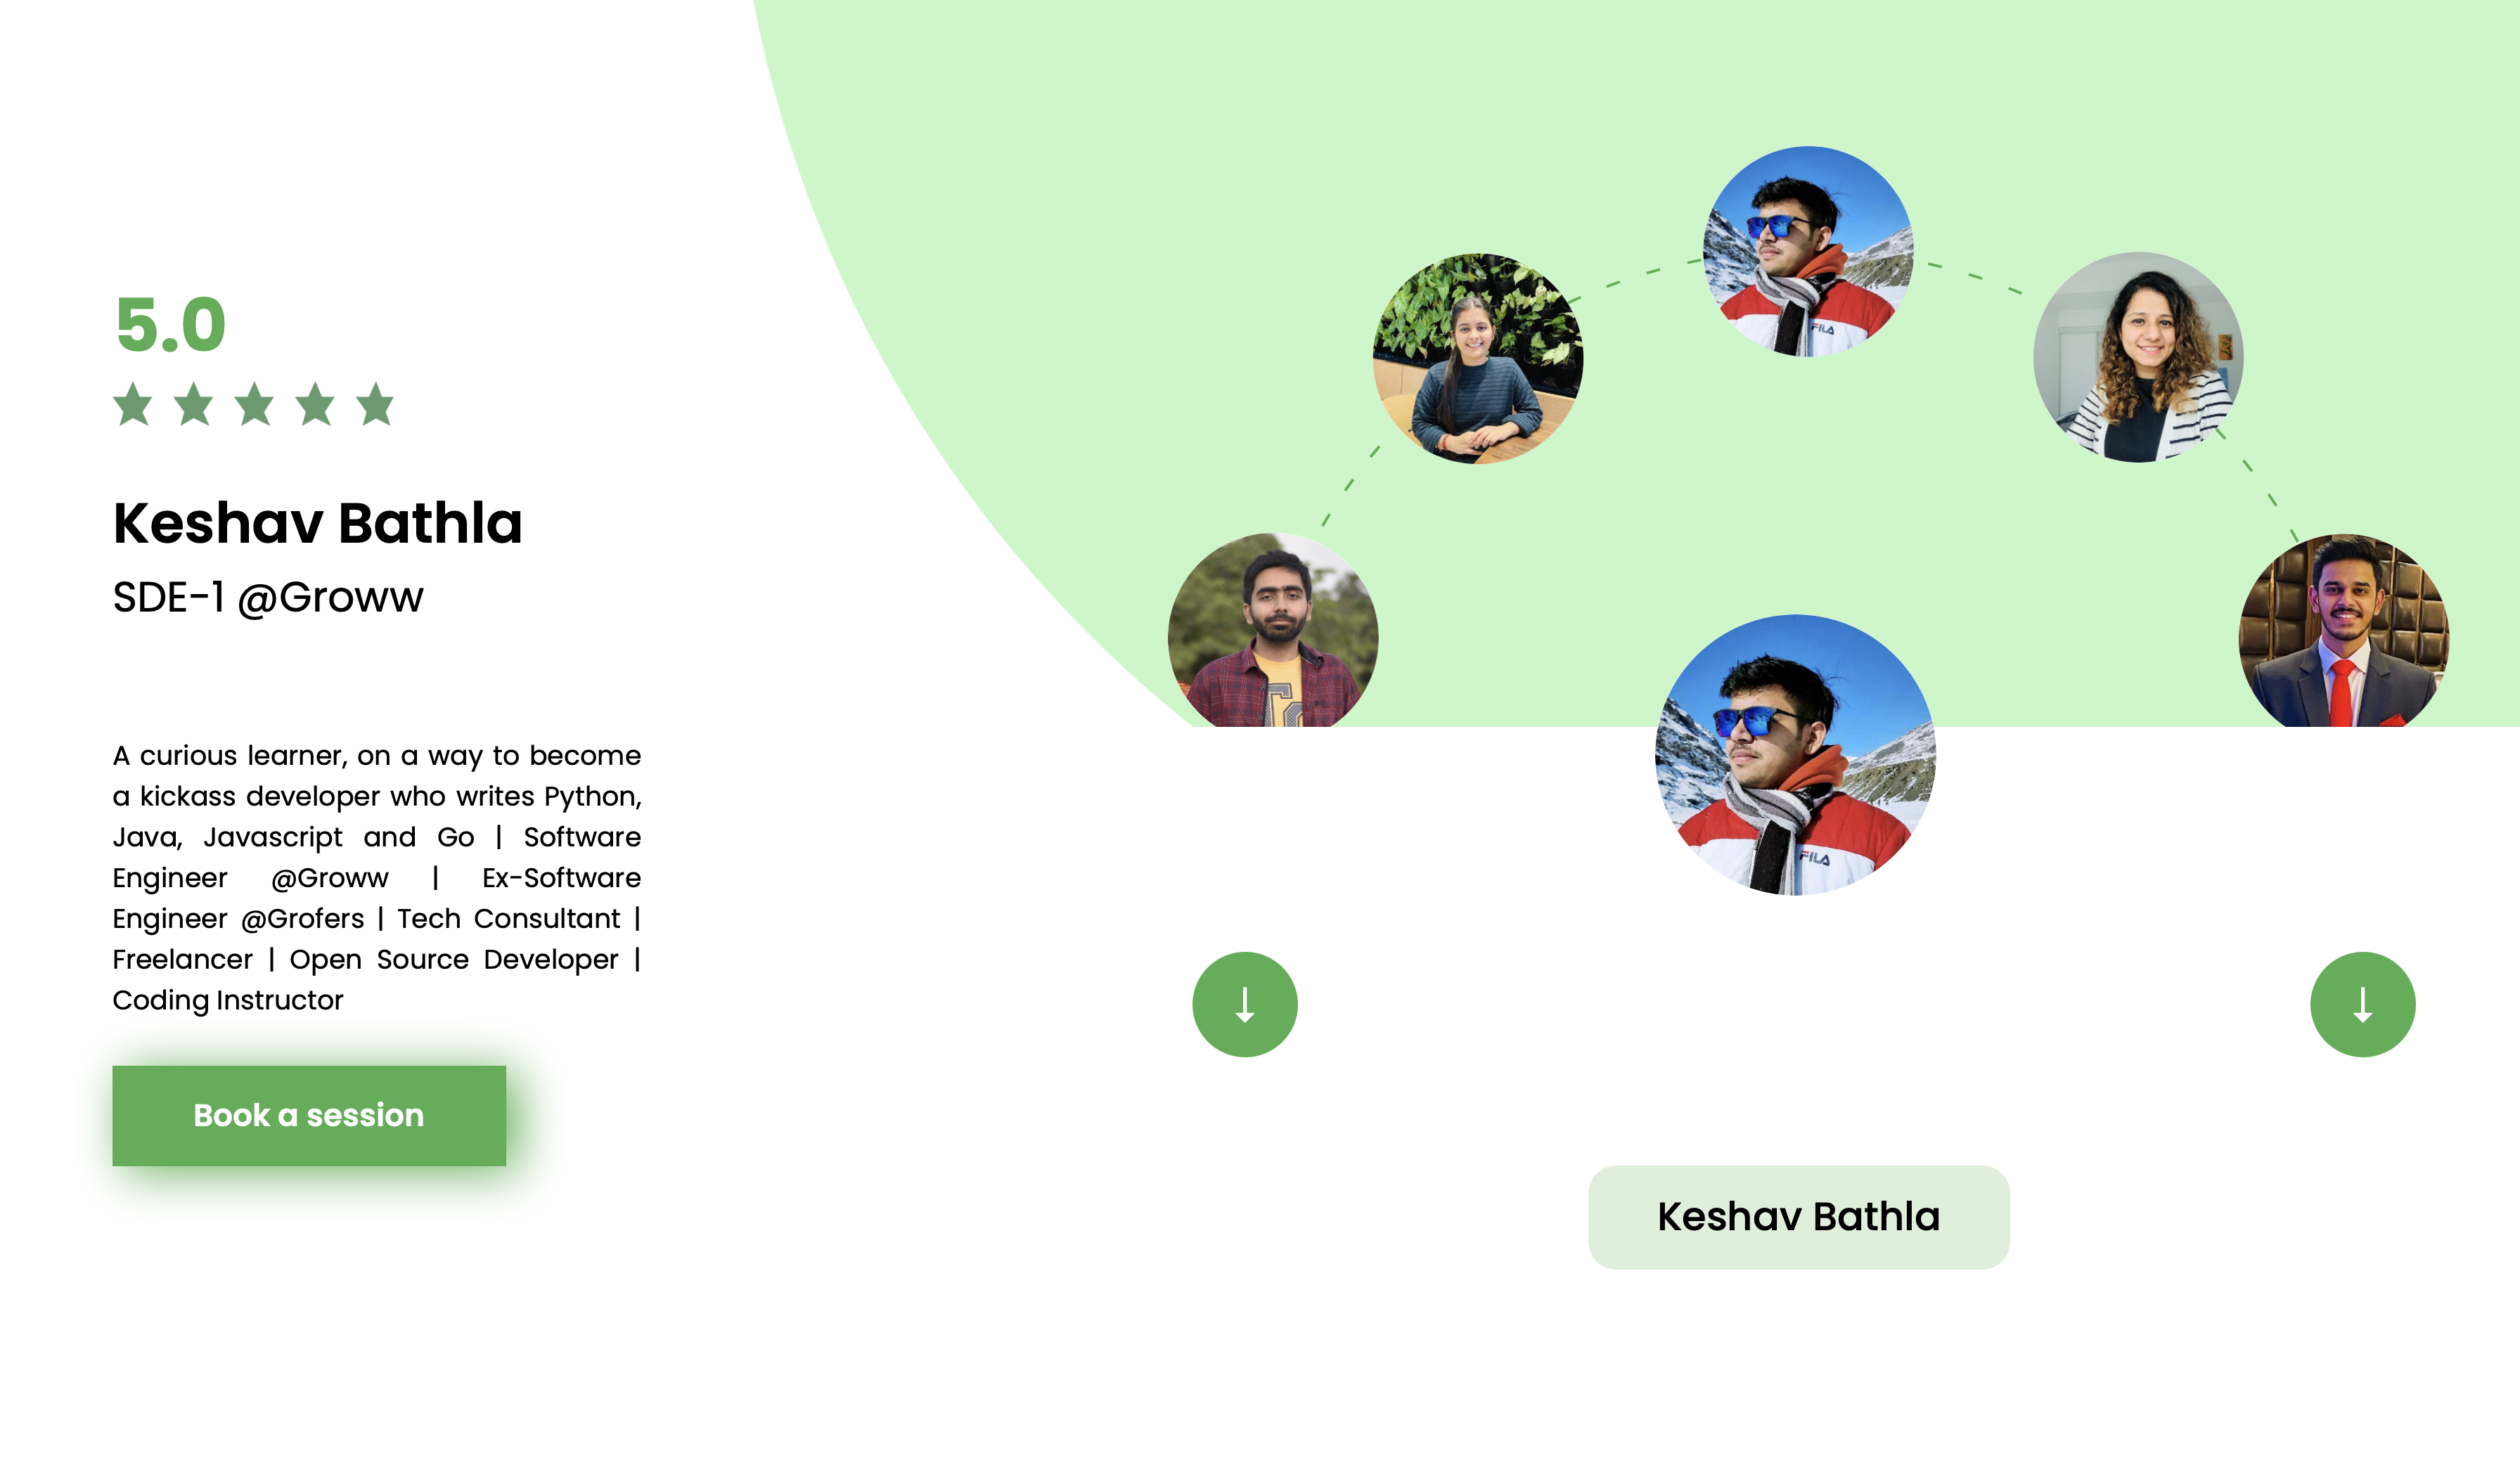 5.0
Keshav Bathla
SDE-1 @Groww
A curious learner, on a way to become
a kickass developer who writes Python,
Java, Javascript and Go | Software
Engineer @Groww | Ex-Software
Engineer @Grofers | Tech Consultant |
Freelancer | Open Source Developer |
Coding Instructor
Book a session
FILA
FILA
Keshav Bathla